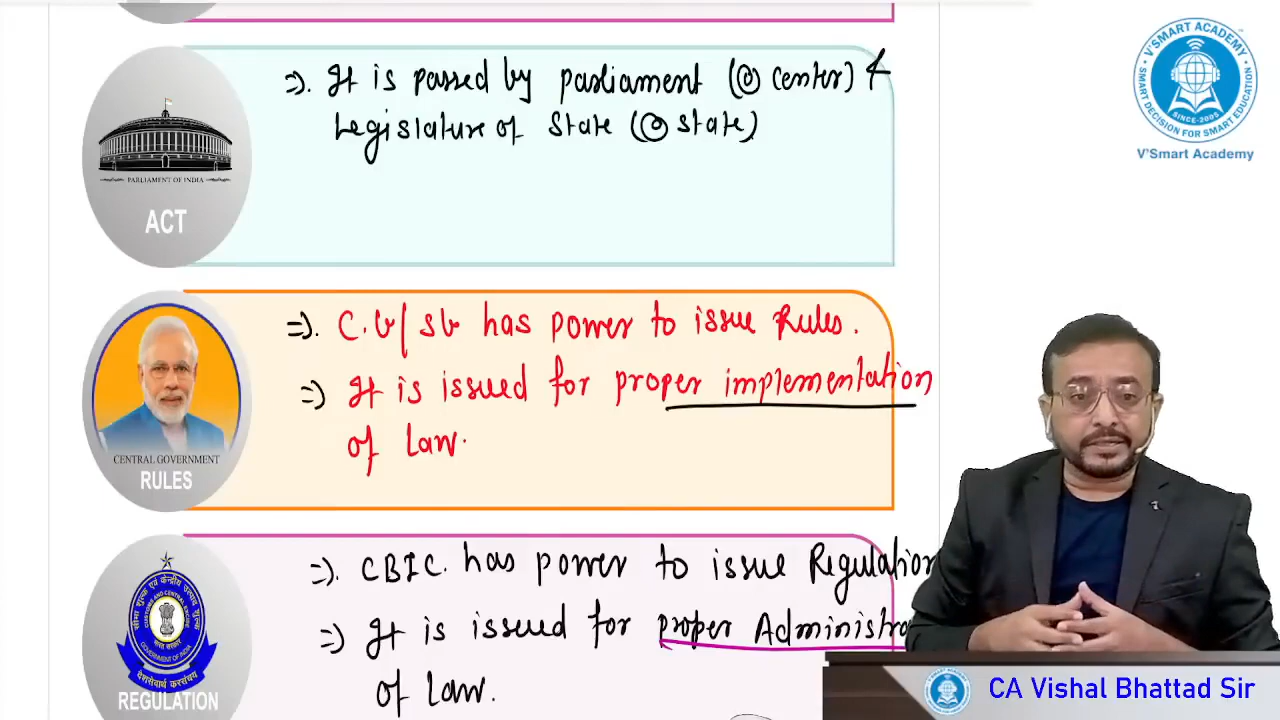 =). It is passed by parliament (@ center) &
Legislature of State (@ state)
PARLIAMENT OF INDIA
ACT
=). C.G/SG has power to issue Rules.
=) It is issued for proper implementation
of law.
CENTRAL GOVERNMENT
RULES
=). CBIC. has power to issue Regulation
=) It is issued for proper Administra
of law.
REGULATION
V'SMART ACADEMY
SMART DECISION FOR SMART EDUCATION
SINCE-2005
V'Smart Academy
CA Vishal Bhattad Sir